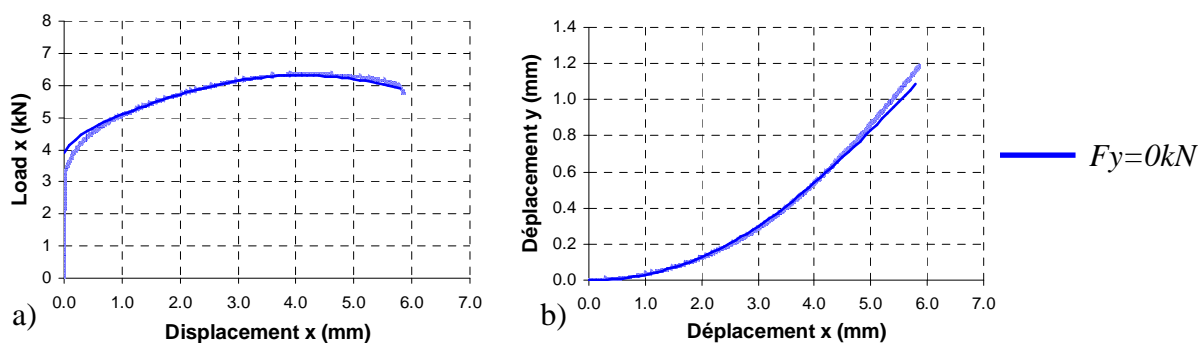 8
7
6
5
4
3
2
1
0
Load x (kN)
0.0 1.0 2.0 3.0 4.0 5.0 6.0 7.0
Displacement x (mm)
a)
1.4
1.2
1.0
0.8
0.6
0.4
0.2
0.0
Déplacement y (mm)
0.0 1.0 2.0 3.0 4.0 5.0 6.0 7.0
Déplacement x (mm)
b)
Fy=0kN